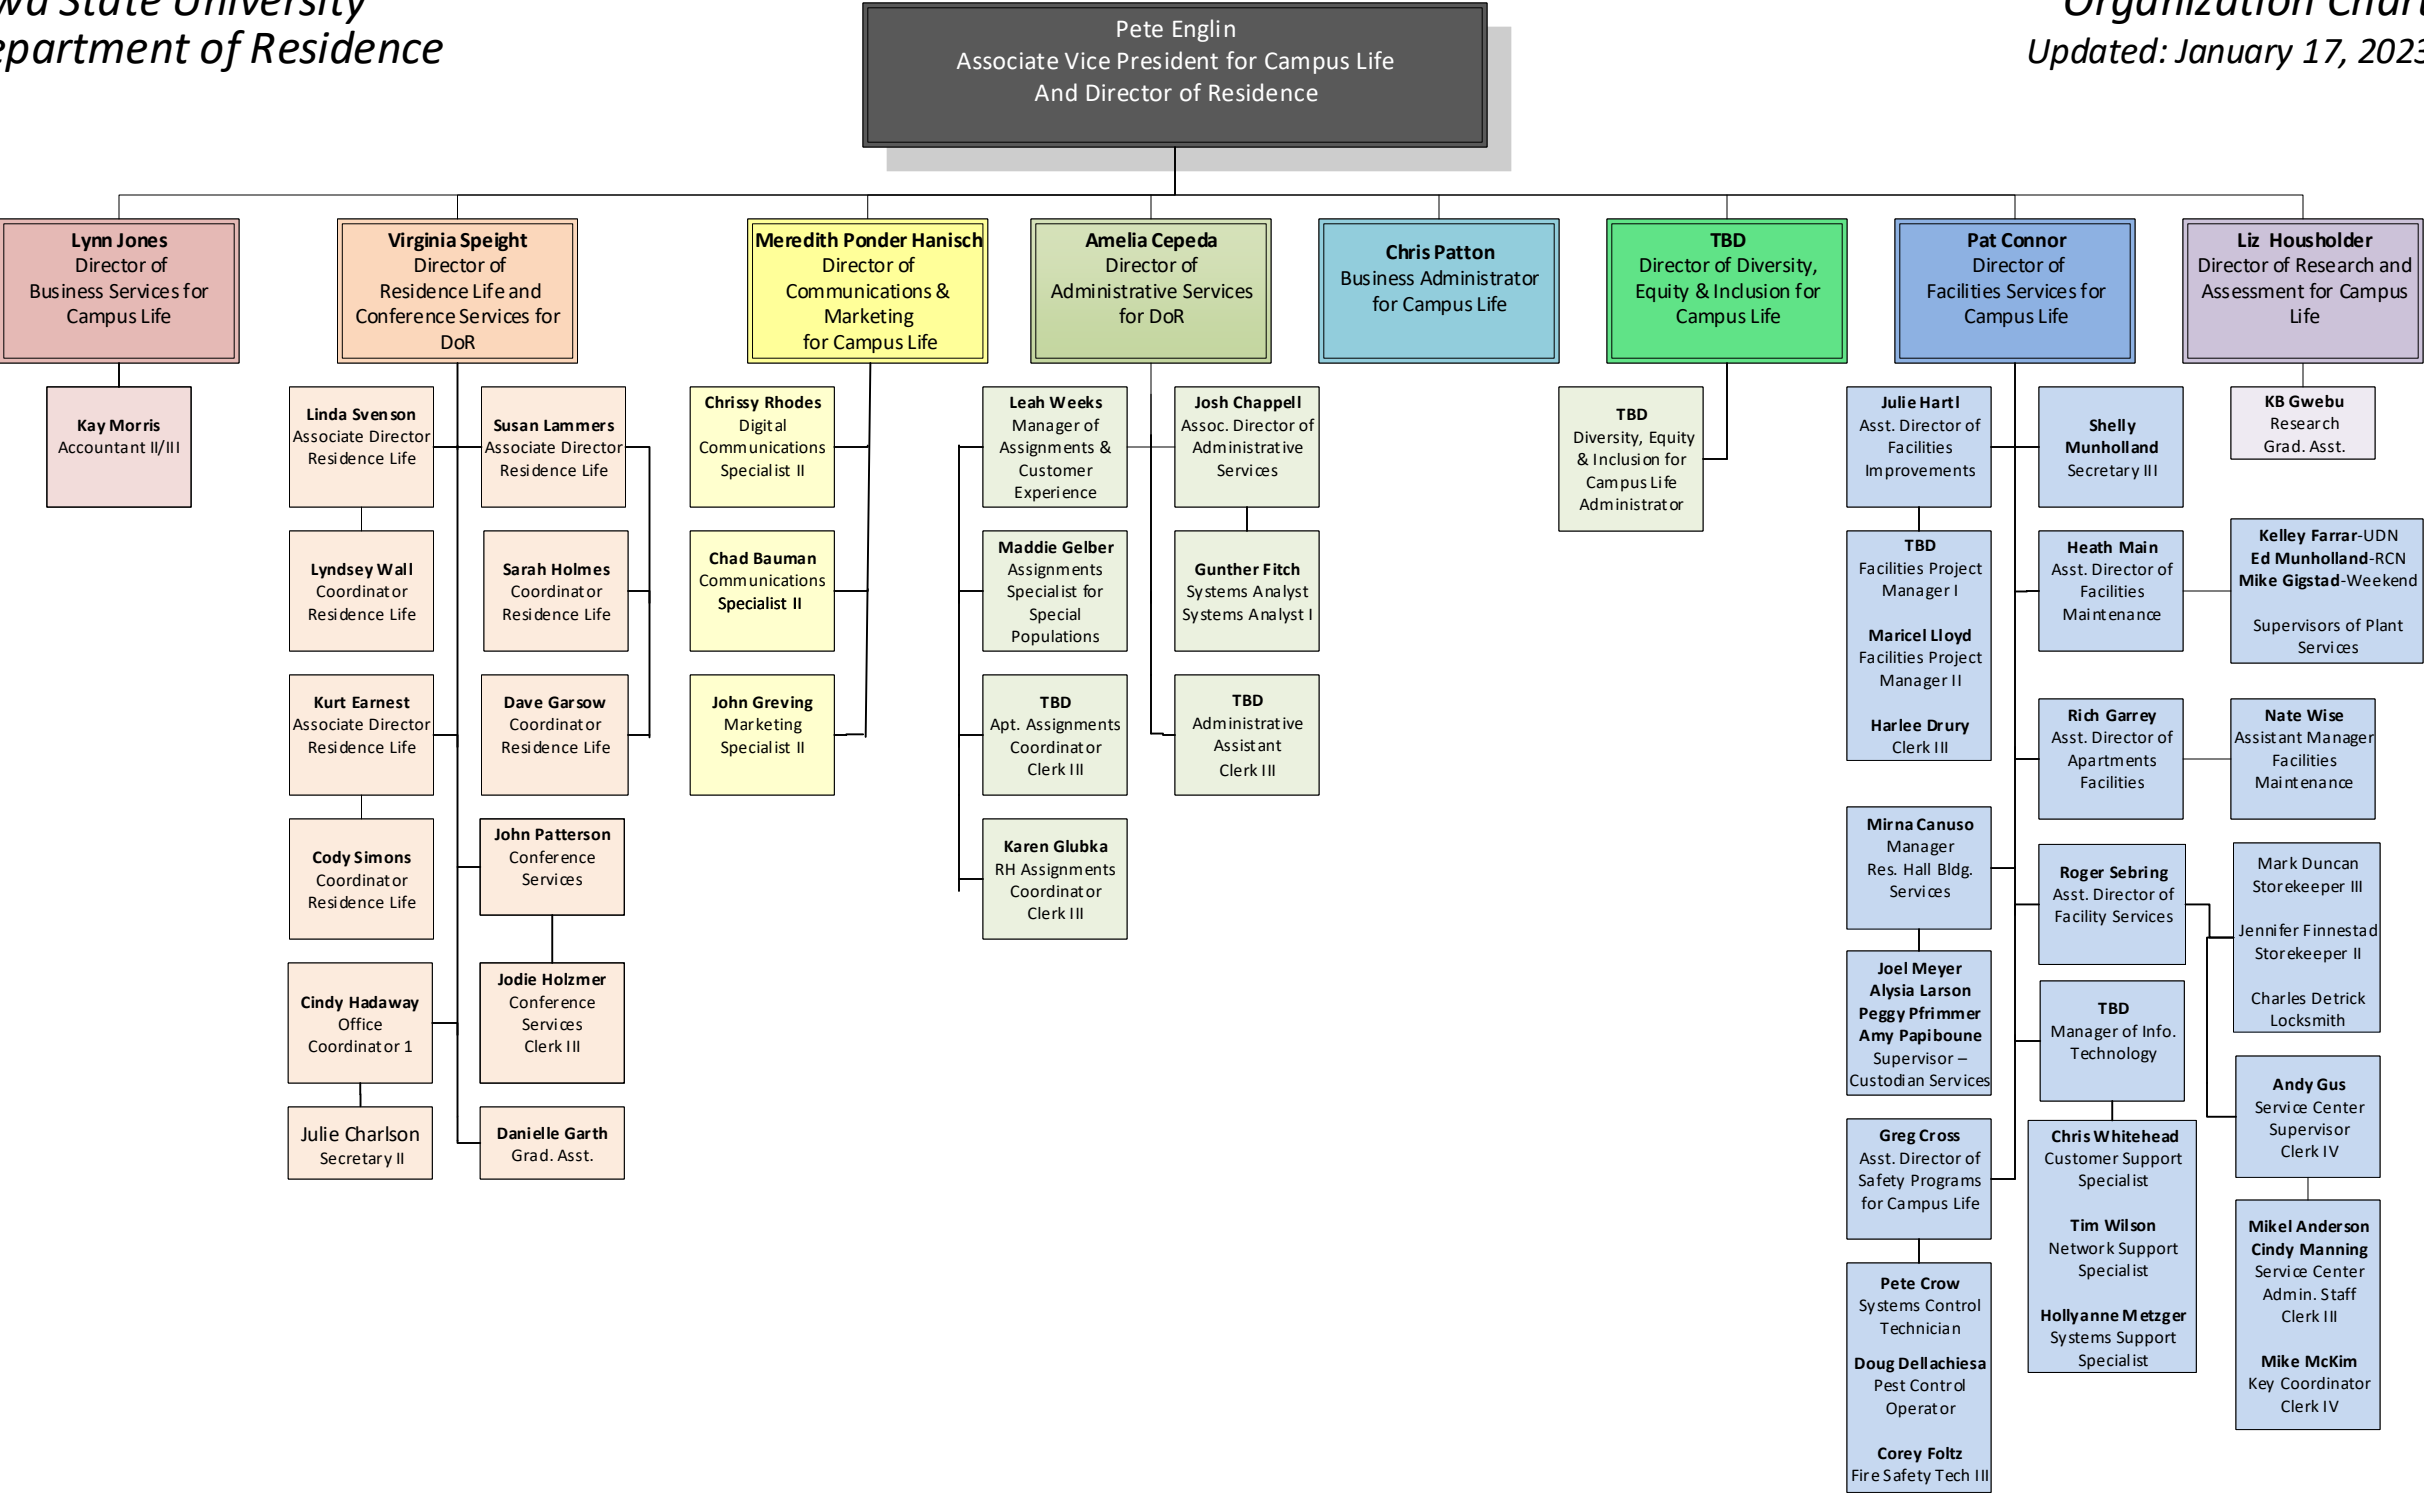 wa State University
epartment of Residence
Organization Chart
Updated: January 17, 2023
Pete Englin
Associate Vice President for Campus Life
And Director of Residence
Lynn Jones
Director of
Business Services for
Campus Life
Virginia Speight
Director of
Residence Life and
Conference Services for
DoR
Meredith Ponder Hanisch
Director of
Communications &
Marketing
for Campus Life
Amelia Cepeda
Director of
Administrative Services
for DoR
Chris Patton
Business Administrator
for Campus Life
TBD
Director of Diversity,
Equity & Inclusion for
Campus Life
Pat Connor
Director of
Facilities Services for
Campus Life
Liz Housholder
Director of Research and
Assessment for Campus
Life
Kay Morris
Accountant II/III
Linda Svenson
Associate Director
Residence Life
Susan Lammers
Associate Director
Residence Life
Lyndsey Wall
Coordinator
Residence Life
Sarah Holmes
Coordinator
Residence Life
Kurt Earnest
Associate Director
Residence Life
Dave Garsow
Coordinator
Residence Life
Cody Simons
Coordinator
Residence Life
John Patterson
Conference
Services
Cindy Hadaway
Office
Coordinator 1
Jodie Holzmer
Conference
Services
Clerk III
Julie Charlson
Secretary II
Danielle Garth
Grad. Asst.
Chrissy Rhodes
Digital
Communications
Specialist II
Chad Bauman
Communications
Specialist II
John Greving
Marketing
Specialist II
Leah Weeks
Manager of
Assignments &
Customer
Experience
Josh Chappell
Assoc. Director of
Administrative
Services
Maddie Gelber
Assignments
Specialist for
Special
Populations
Gunther Fitch
Systems Analyst
Systems Analyst I
TBD
Apt. Assignments
Coordinator
Clerk III
TBD
Administrative
Assistant
Clerk III
Karen Glubka
RH Assignments
Coordinator
Clerk III
TBD
Diversity, Equity
& Inclusion for
Campus Life
Administrator
Julie Hartl
Asst. Director of
Facilities
Improvements
Shelly
Munholland
Secretary III
TBD
Facilities Project
Manager I
Maricel Lloyd
Facilities Project
Manager II
Harlee Drury
Clerk III
Heath Main
Asst. Director of
Facilities
Maintenance
Kelley Farrar-UDN
Ed Munholland-RCN
Mike Gigstad-Weekend
Supervisors of Plant
Services
Rich Garrey
Asst. Director of
Apartments
Facilities
Nate Wise
Assistant Manager
Facilities
Maintenance
Mirna Canuso
Manager
Res. Hall Bldg.
Services
Roger Sebring
Asst. Director of
Facility Services
Mark Duncan
Storekeeper III
Jennifer Finnestad
Storekeeper II
Charles Detrick
Locksmith
Joel Meyer
Alysia Larson
Peggy Pfrimmer
Amy Papiboune
Supervisor –
Custodian Services
TBD
Manager of Info.
Technology
Andy Gus
Service Center
Supervisor
Clerk IV
Greg Cross
Asst. Director of
Safety Programs
for Campus Life
Chris Whitehead
Customer Support
Specialist
Tim Wilson
Network Support
Specialist
Hollyanne Metzger
Systems Support
Specialist
Mikel Anderson
Cindy Manning
Service Center
Admin. Staff
Clerk III
Mike McKim
Key Coordinator
Clerk IV
Pete Crow
Systems Control
Technician
Doug Dellachiesa
Pest Control
Operator
Corey Foltz
Fire Safety Tech III
KB Gwebu
Research
Grad. Asst.